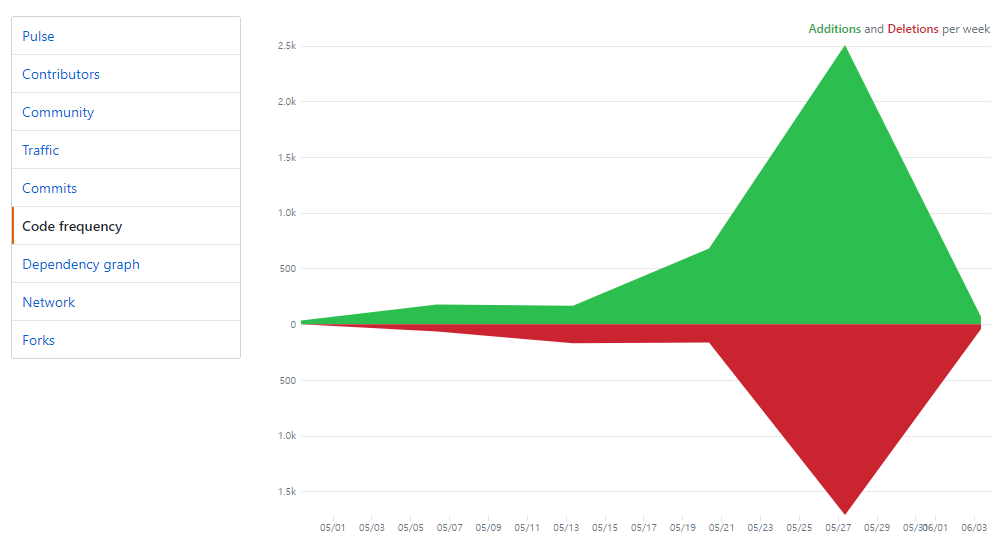 Pulse
Contributors
Community
Traffic
Commits
Code frequency
Dependency graph
Network
Forks
Additions and Deletions per week
2.5k
2.0k
1.5k
1.0k
500
0
500
1.0k
1.5k
05/01 05/03 05/05 05/07 05/09 05/11 05/13 05/15 05/17 05/19 05/21 05/23 05/25 05/27 05/29 05/30 06/01 06/03